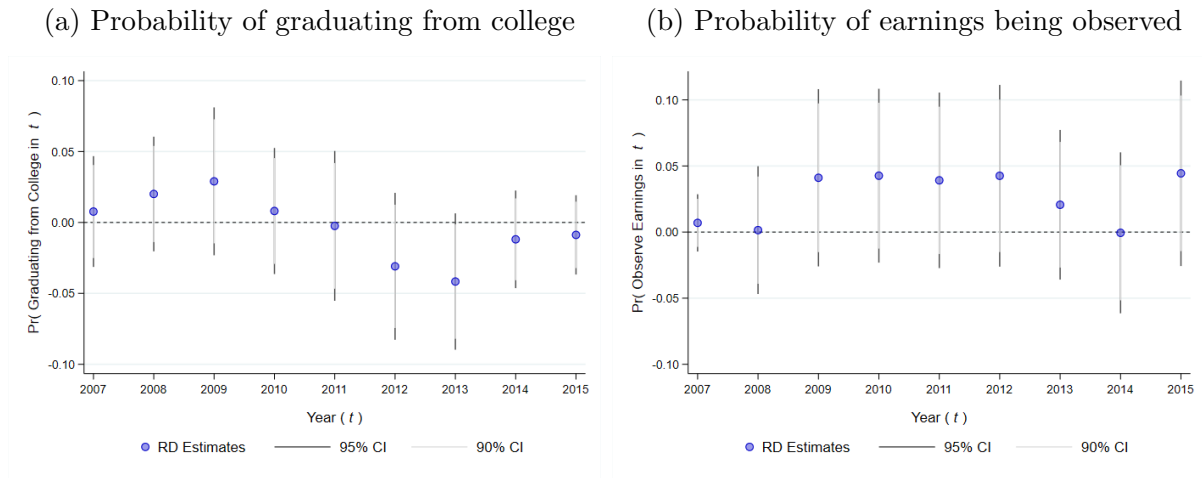 (a) Probability of graduating from college
0.10
0.05
0.00
-0.05
-0.10
Pr( Graduating from College in t )
2007 2008 2009 2010 2011 2012 2013 2014 2015
Year ( t )
RD Estimates 95% CI 90% CI
(b) Probability of earnings being observed
0.10
0.05
0.00
-0.05
-0.10
Pr( Observe Earnings in t )
2007 2008 2009 2010 2011 2012 2013 2014 2015
Year ( t )
RD Estimates 95% CI 90% CI